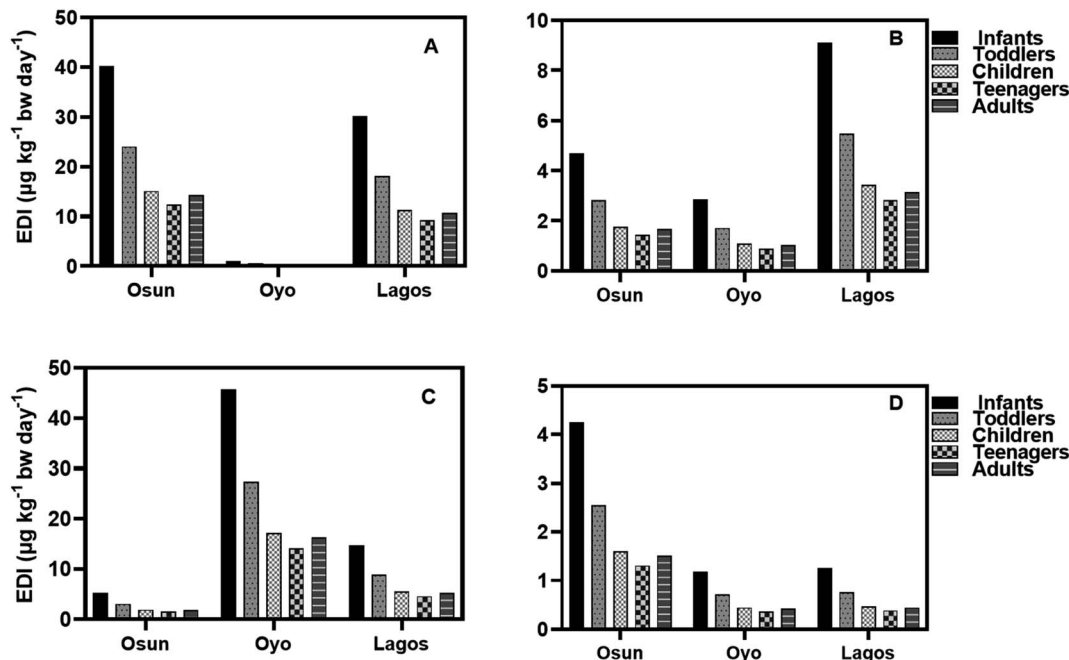 EDI (µg kg⁻¹ bw day⁻¹)
50
40
30
20
10
0
A
Osun
Oyo
Lagos
10
8
6
4
2
0
B
Osun
Oyo
Lagos
Infants
Toddlers
Children
Teenagers
Adults
EDI (µg kg⁻¹ bw day⁻¹)
50
40
30
20
10
0
C
Osun
Oyo
Lagos
5
4
3
2
1
0
D
Osun
Oyo
Lagos
Infants
Toddlers
Children
Teenagers
Adults